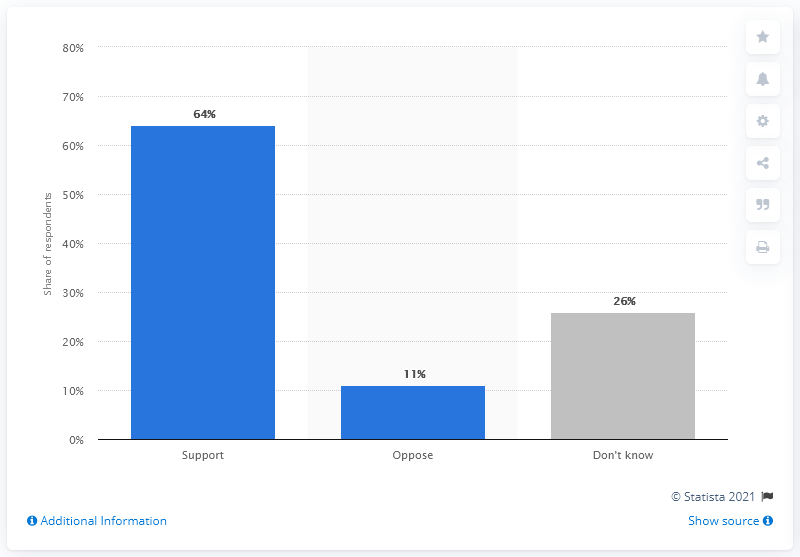 80%
70%
60%
50%
40%
30%
20%
10%
0%
Share of respondents
64%
11%
26%
Support
Oppose
Don't know
© Statista 2021
Additional Information
Show source